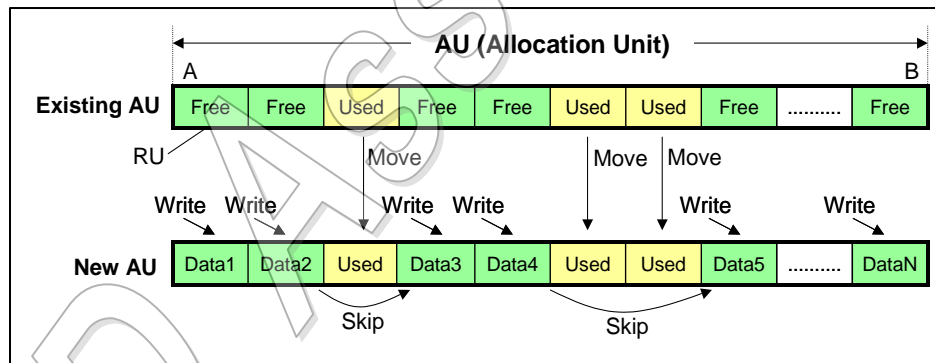 AU (Allocation Unit)
A B
Existing AU Free Free Used Free Free Used Used Free .......... Free
RU Move Move Move
Write Write Write Write Write Write
New AU Data1 Data2 Used Data3 Data4 Used Used Data5 .......... DataN
Skip Skip